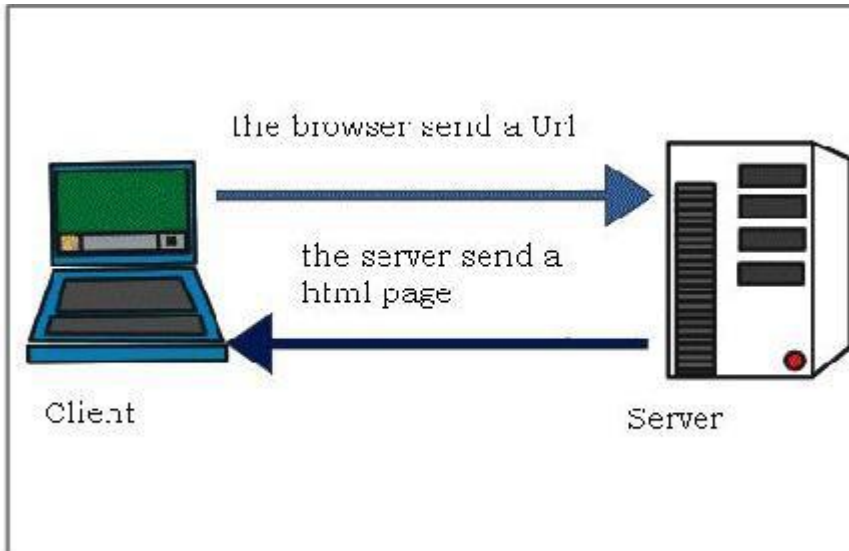 the browser send a Url
the server send a
html page
Client
Server